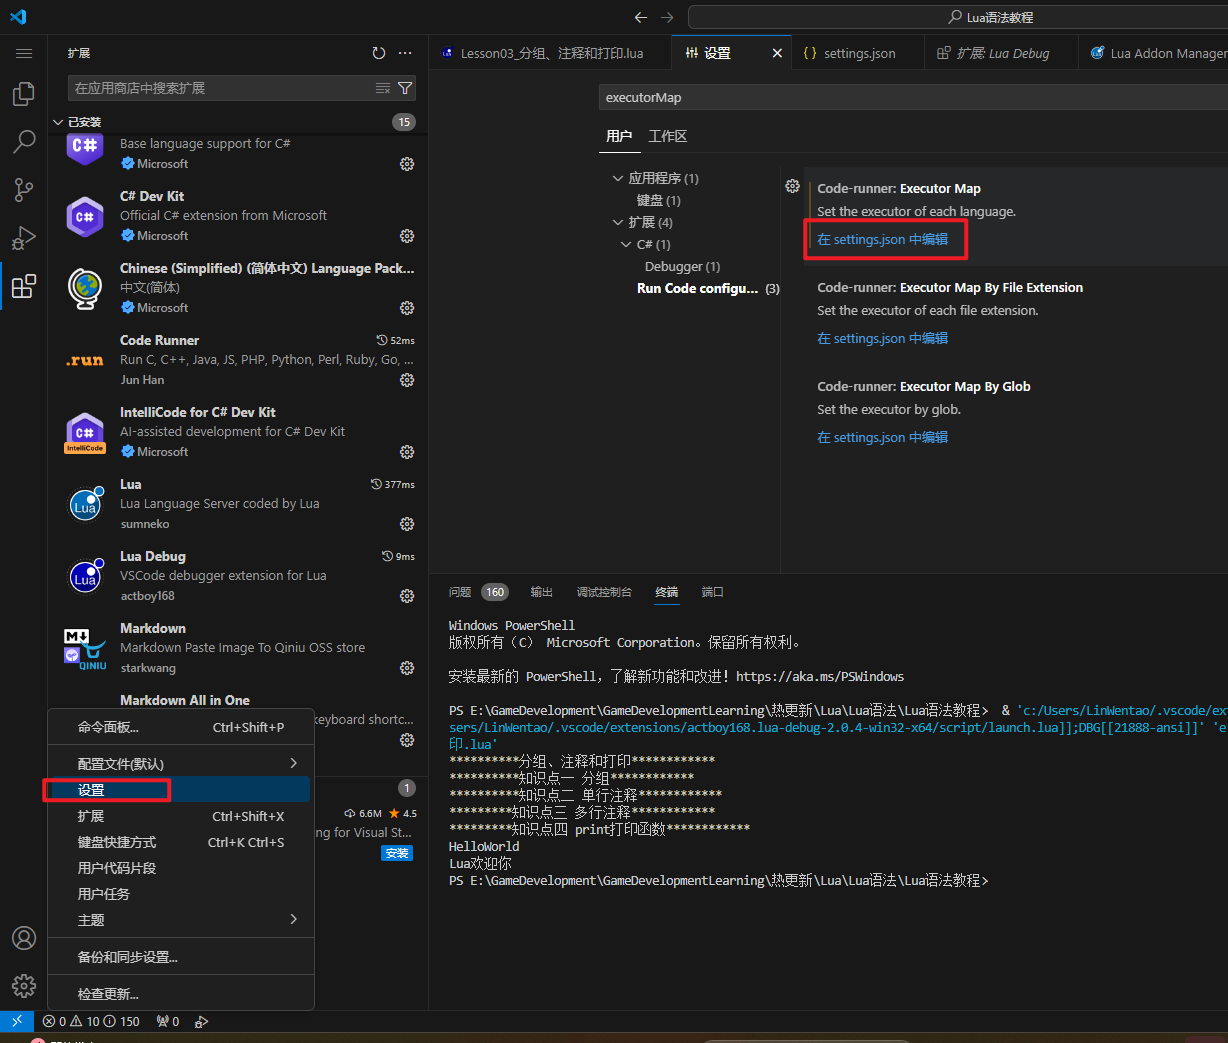 Lua语法教程
扩展
在应用商店中搜索扩展
已安装
15
C#
Base language support for C#
Microsoft
C# Dev Kit
C#
Official C# extension from Microsoft
Microsoft
Chinese (Simplified) (简体中文) Language Pack...
中文(简体)
Microsoft
Code Runner
52ms
.run
Run C, C++, Java, JS, PHP, Python, Perl, Ruby, Go, ...
Jun Han
IntelliCode for C# Dev Kit
C#
IntelliCode
AI-assisted development for C# Dev Kit
Microsoft
Lua
377ms
Lua
Lua Language Server coded by Lua
sumneko
Lua Debug
9ms
Lua
VSCode debugger extension for Lua
actboy168
Markdown
M
QINIU
Markdown Paste Image To Qiniu OSS store
starkwang
Markdown All in One
keyboard shortc...
1
6.6M
4.5
ng for Visual St...
安装
命令面板...
Ctrl+Shift+P
配置文件(默认)
设置
扩展
Ctrl+Shift+X
键盘快捷方式
Ctrl+K Ctrl+S
用户代码片段
用户任务
主题
备份和同步设置...
检查更新...
Lesson03_分组、注释和打印.lua
设置
{} settings.json
扩展: Lua Debug
Lua Addon Manager
executorMap
用户
工作区
应用程序 (1)
键盘 (1)
扩展 (4)
C# (1)
Debugger (1)
Run Code configu... (3)
Code-runner: Executor Map
Set the executor of each language.
在 settings.json 中编辑
Code-runner: Executor Map By File Extension
Set the executor of each file extension.
在 settings.json 中编辑
Code-runner: Executor Map By Glob
Set the executor by glob.
在 settings.json 中编辑
问题
160
输出
调试控制台
终端
端口
Windows PowerShell
版权所有（C） Microsoft Corporation。保留所有权利。
安装最新的 PowerShell，了解新功能和改进！https://aka.ms/PSWindows
PS E:\GameDevelopment\GameDevelopmentLearning\热更新\Lua\Lua语法\Lua语法教程> & 'c:/Users/LinWentao/.vscode/ext
sers/LinWentao/.vscode/extensions/actboy168.lua-debug-2.0.4-win32-x64/script/launch.lua]];DBG[[21888-ansi]]' 'e
印.lua'
**********分组、注释和打印************
**********知识点一 分组************
**********知识点二 单行注释************
*********知识点三 多行注释************
*********知识点四 print打印函数************
HelloWorld
Lua欢迎你
PS E:\GameDevelopment\GameDevelopmentLearning\热更新\Lua\Lua语法\Lua语法教程>
0
10
150
0